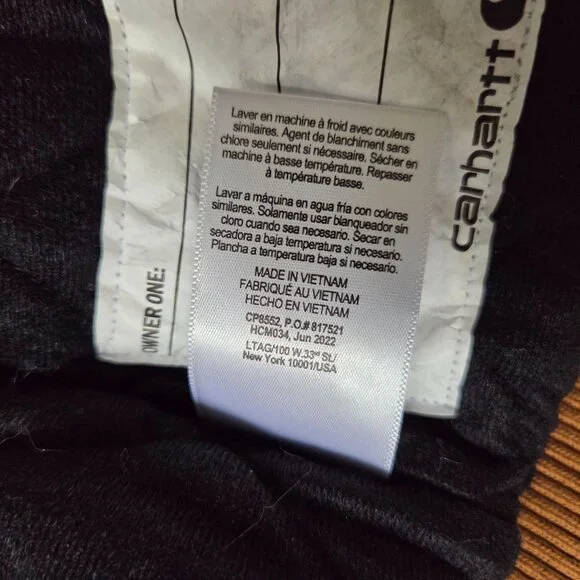 carhartt
OWNER ONE:
Laver en machine à froid avec couleurs
similaires. Agent de blanchiment sans
chlore seulement si nécessaire. Sécher en
machine à basse température. Repasser
à température basse.
Lavar a máquina en agua fría con colores
similares. Solamente usar blanqueador sin
cloro cuando sea necesario. Secar en
secadora a baja temperatura si necesario.
Plancha a temperatura baja si necesario.
MADE IN VIETNAM
FABRIQUÉ AU VIETNAM
HECHO EN VIETNAM
CP8552, P.O.# 817521
HCM034, Jun 2022
LTAG/100 W.33rd St./
New York 10001/USA